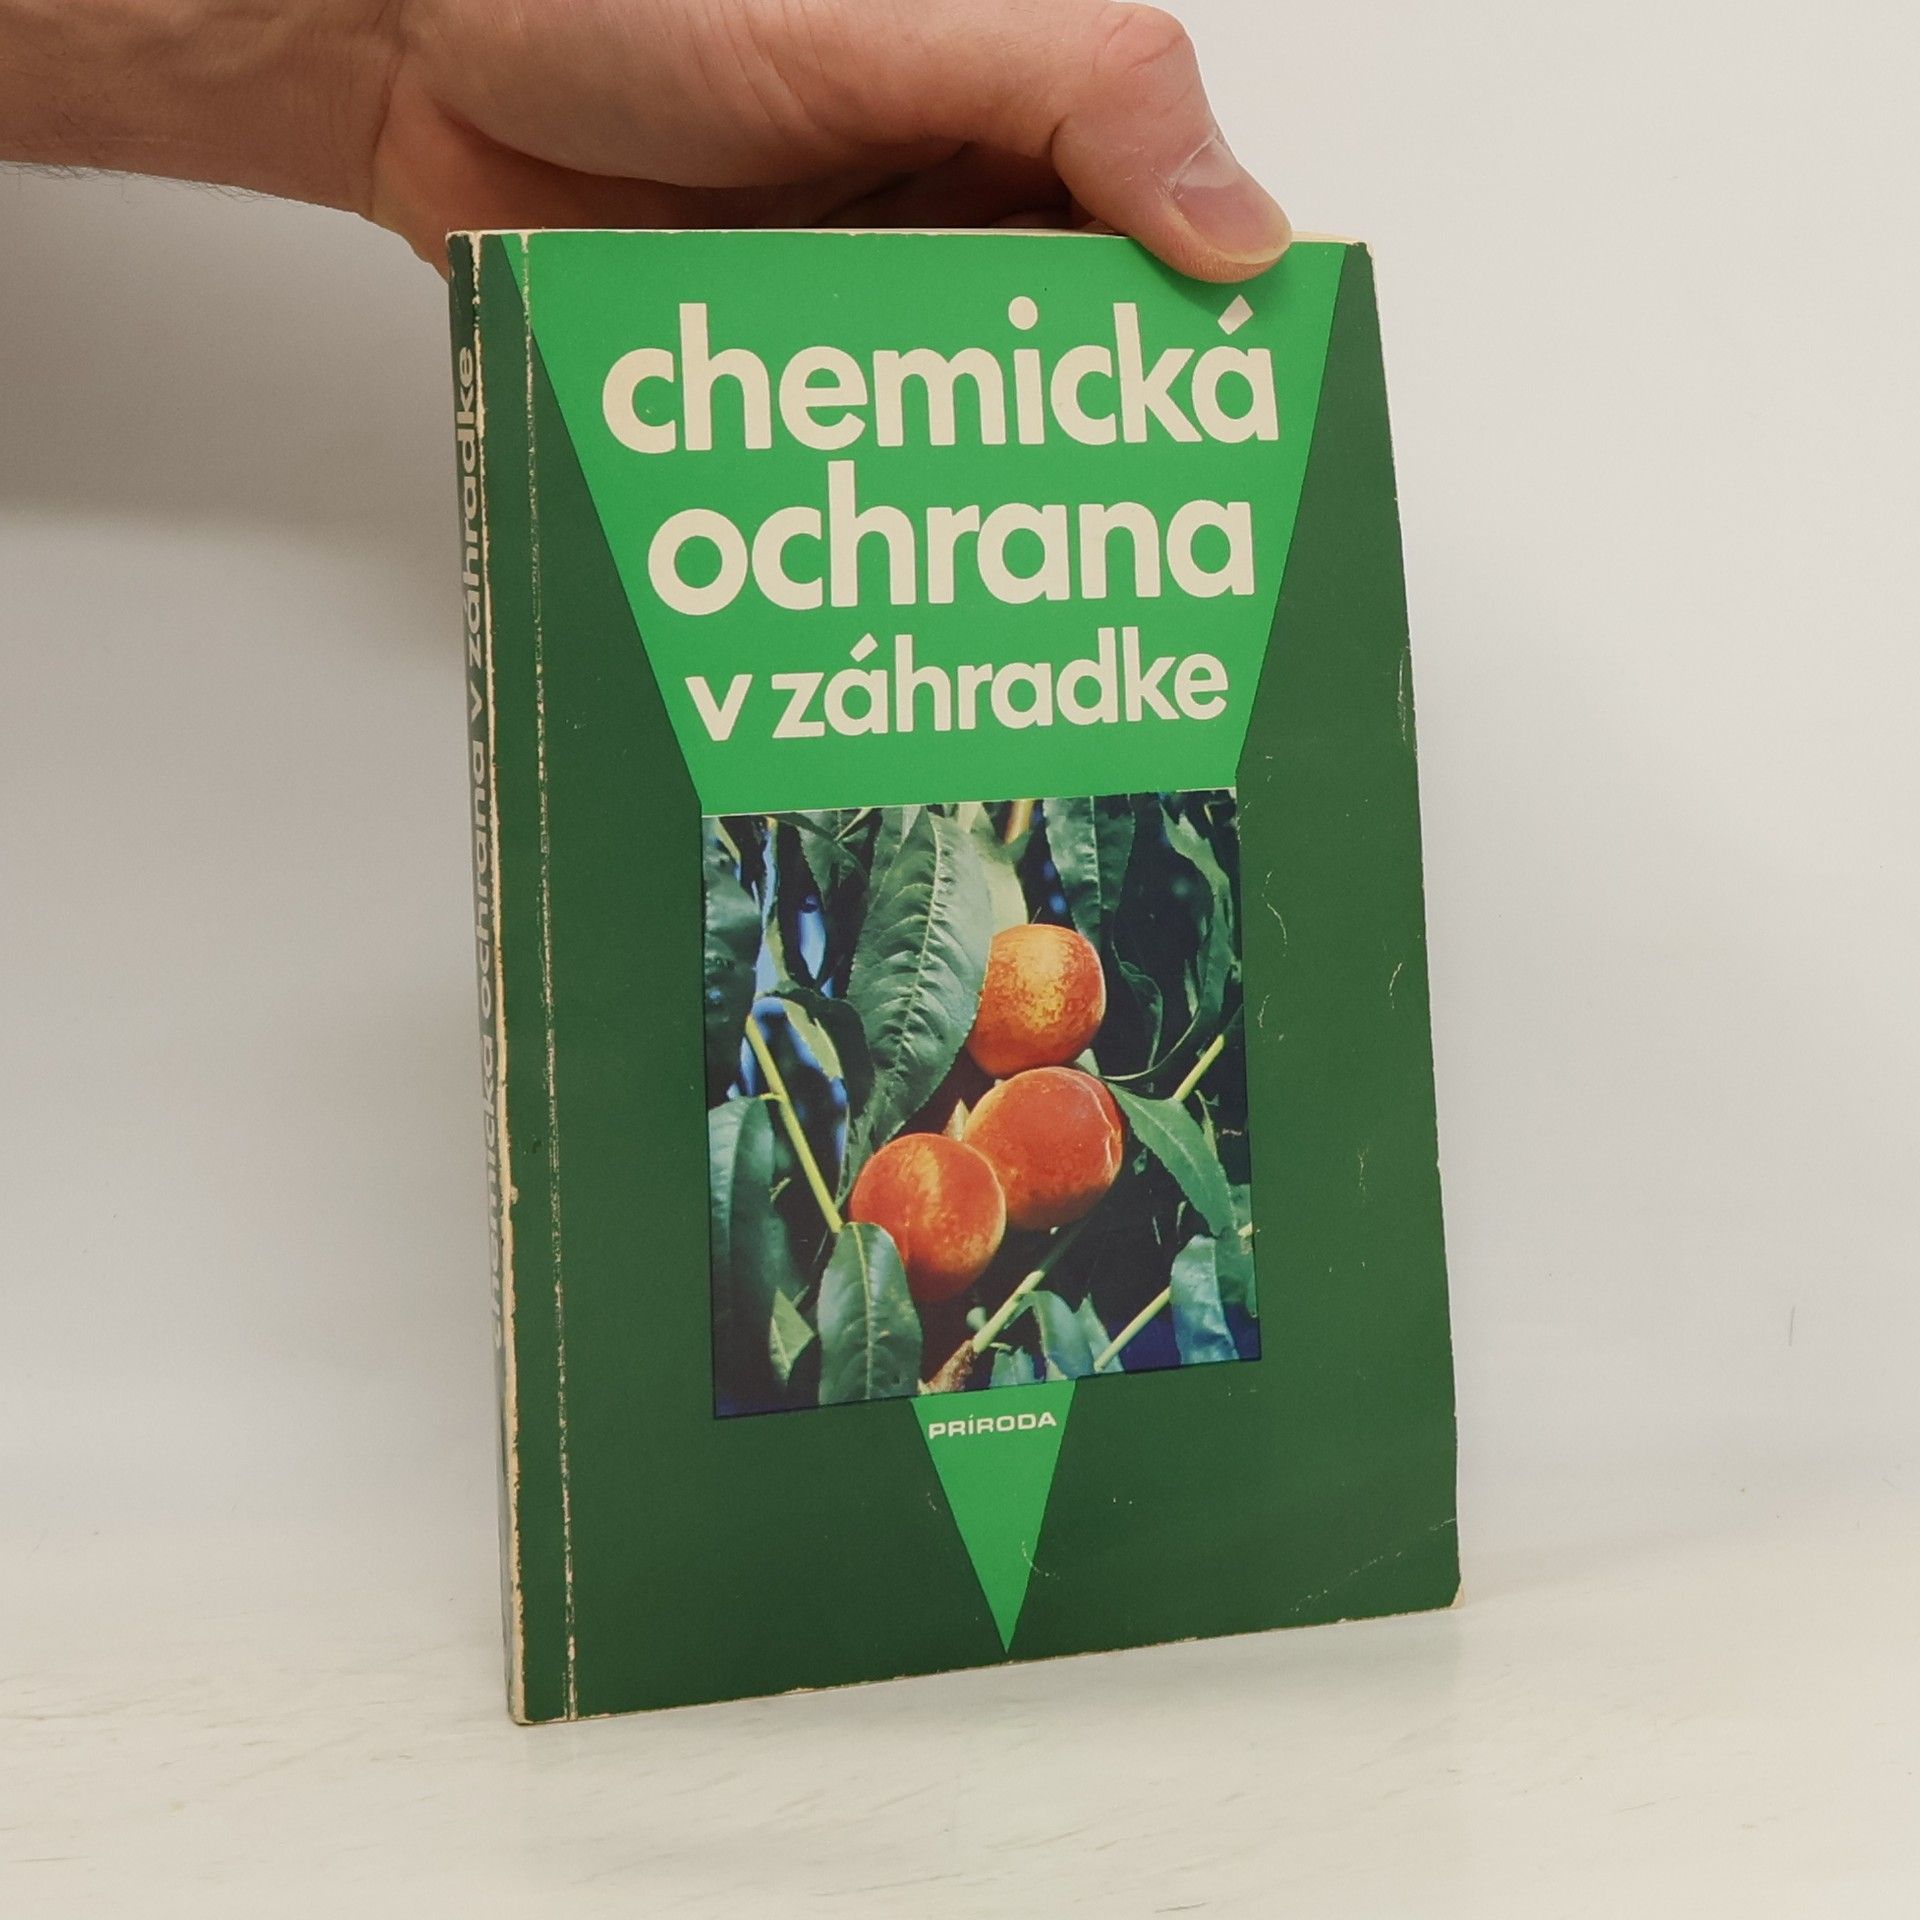 chemická
ochrana
v záhradke
PRÍRODA
chemická ochrana v záhradke